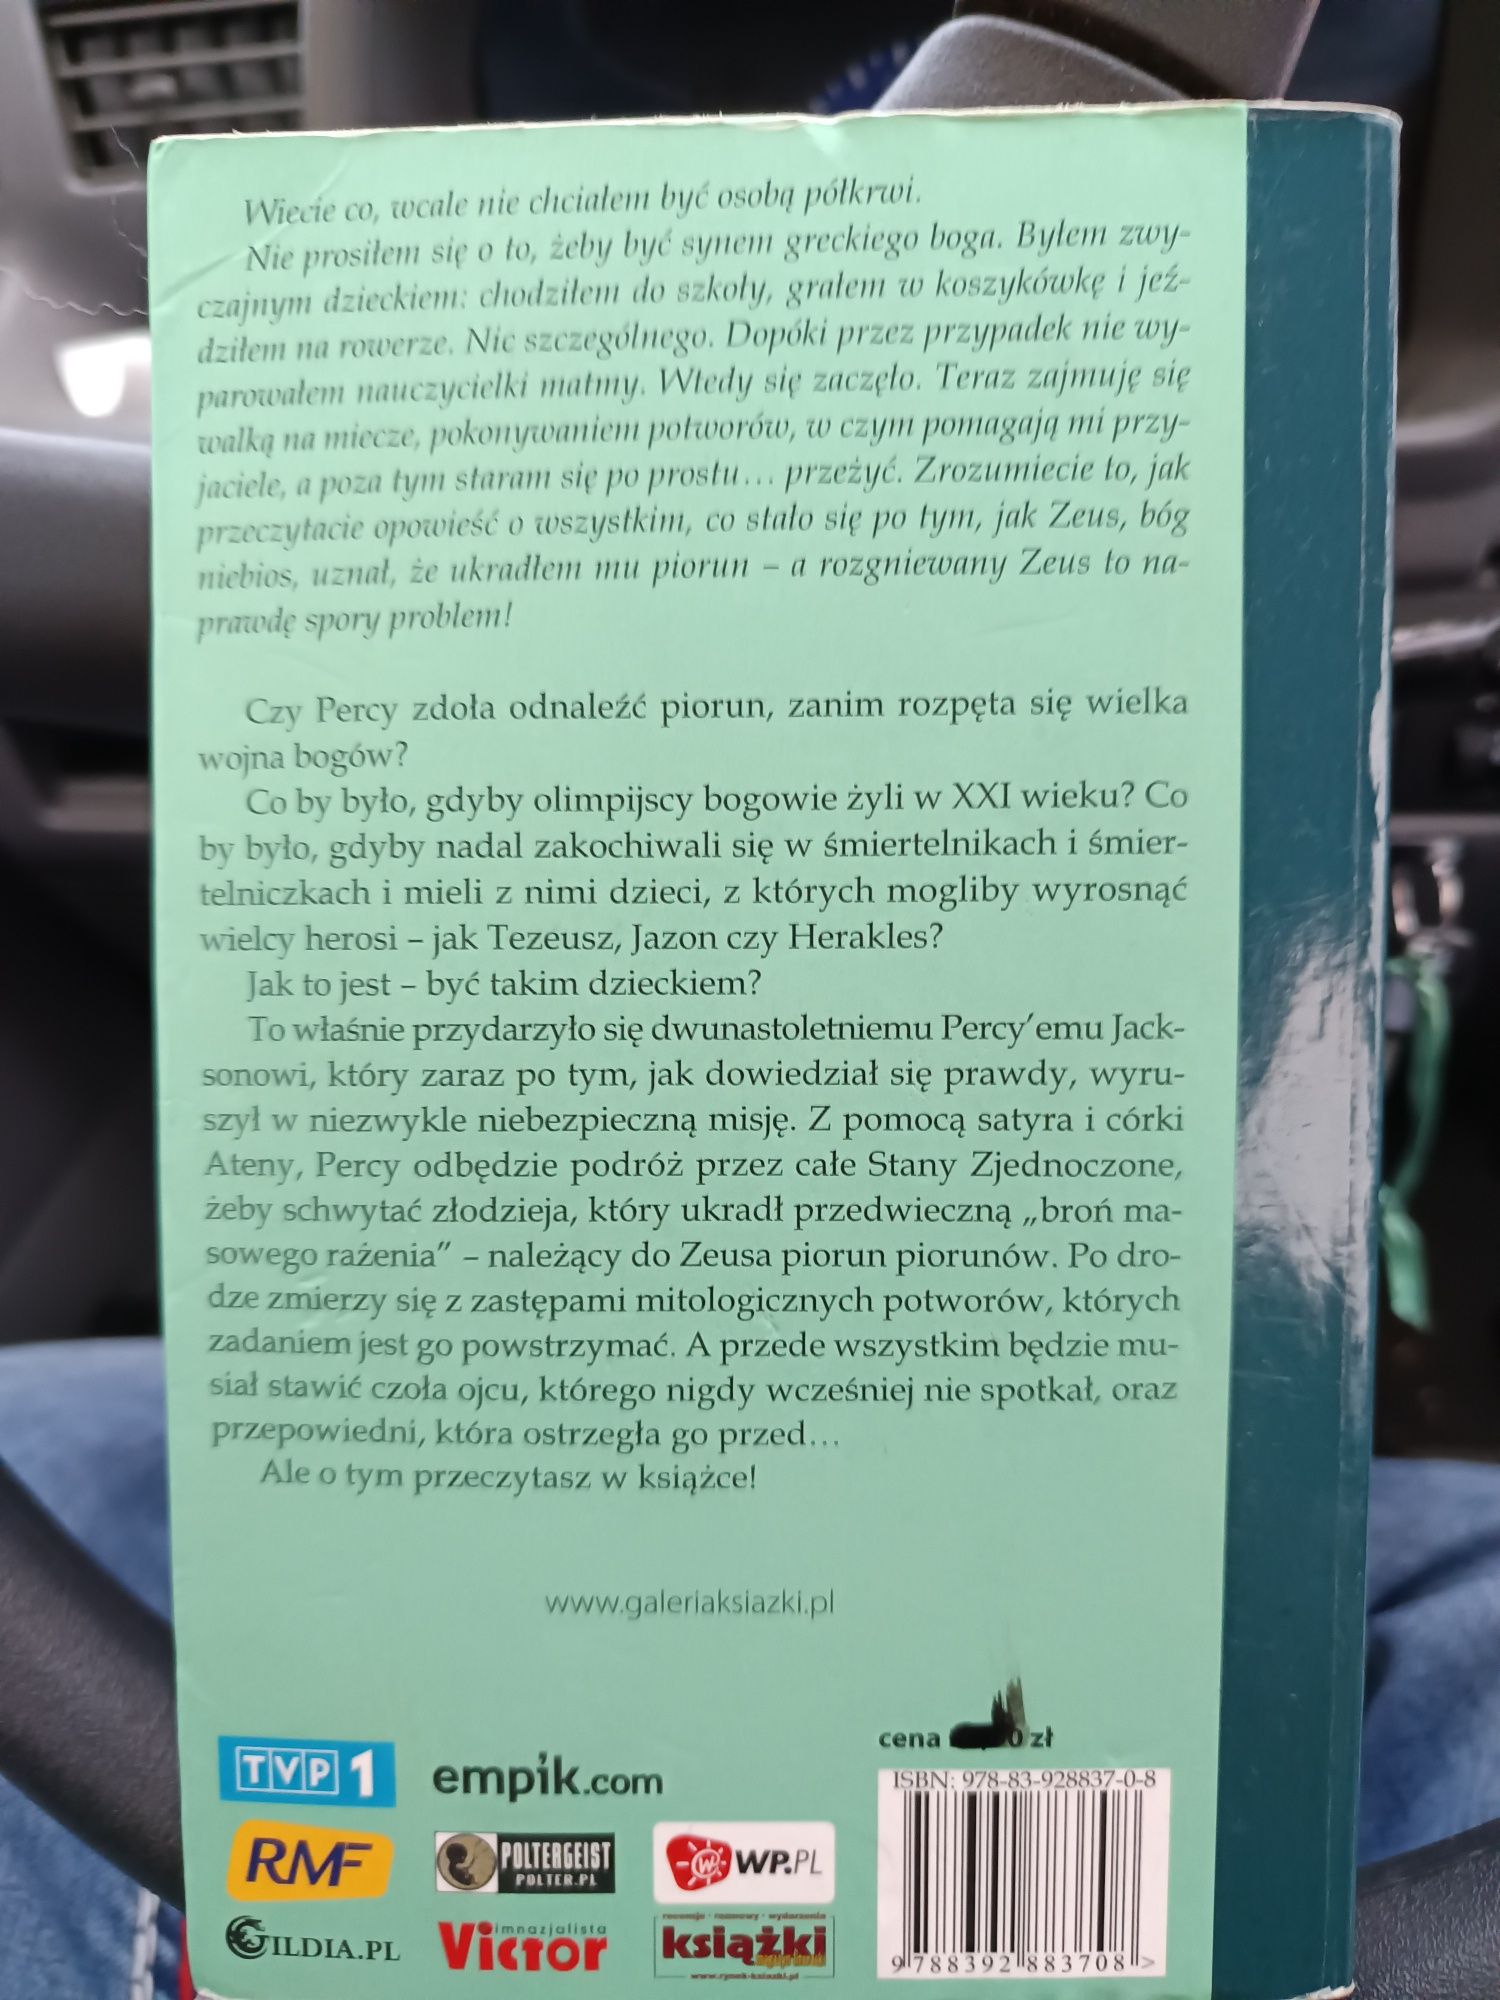 Wiecie co, wcale nie chciałem być osobą półkrwi.
Nie prosiłem się o to, żeby być synem greckiego boga. Byłem zwy-
czajnym dzieckiem: chodziłem do szkoły, grałem w koszykówkę i jeź-
dziłem na rowerze. Nic szczególnego. Dopóki przez przypadek nie wy-
parowałem nauczycielki matmy. Wtedy się zaczęło. Teraz zajmuję się
walką na miecze, pokonywaniem potworów, w czym pomagają mi przy-
jaciele, a poza tym staram się po prostu... przeżyć. Zrozumiecie to, jak
przeczytacie opowieść o wszystkim, co stało się po tym, jak Zeus, bóg
niebios, uznał, że ukradłem mu piorun – a rozgniewany Zeus to na-
prawdę spory problem!
Czy Percy zdoła odnaleźć piorun, zanim rozpęta się wielka
wojna bogów?
Co by było, gdyby olimpijscy bogowie żyli w XXI wieku? Co
by było, gdyby nadal zakochiwali się w śmiertelnikach i śmier-
telniczkach i mieli z nimi dzieci, z których mogliby wyrosnąć
wielcy herosi – jak Tezeusz, Jazon czy Herakles?
Jak to jest – być takim dzieckiem?
To właśnie przydarzyło się dwunastoletniemu Percy'emu Jack-
sonowi, który zaraz po tym, jak dowiedział się prawdy, wyru-
szył w niezwykle niebezpieczną misję. Z pomocą satyra i córki
Ateny, Percy odbędzie podróż przez całe Stany Zjednoczone,
żeby schwytać złodzieja, który ukradł przedwieczną „broń ma-
sowego rażenia" – należący do Zeusa piorun piorunów. Po dro-
dze zmierzy się z zastępami mitologicznych potworów, których
zadaniem jest go powstrzymać. A przede wszystkim będzie mu-
siał stawić czoła ojcu, którego nigdy wcześniej nie spotkał, oraz
przepowiedni, która ostrzegła go przed...
Ale o tym przeczytasz w książce!
www.galeriaksiazki.pl
cena 0 zł
ISBN: 978-83-928837-0-8
9 788392 883708 >
TVP 1
empik.com
RMF
POLTERGEIST
POLTER.PL
WP.PL
GILDIA.PL
imnazjalista
Victor
recenzje · rozmowy · wydarzenia
książki
www.rynek-ksiazki.pl